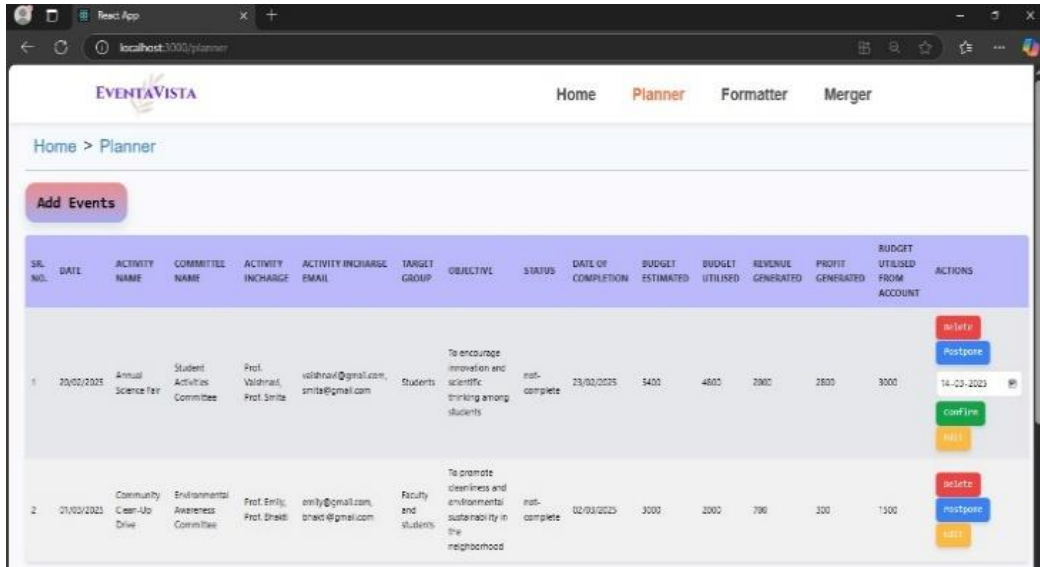 React App
localhost:3000/planner
EVENTAVISTA
Home Planner Formatter Merger
Home > Planner
Add Events
SR. NO. DATE ACTIVITY NAME COMMITTEE NAME ACTIVITY INCHARGE ACTIVITY INCHARGE EMAIL TARGET GROUP OBJECTIVE STATUS DATE OF COMPLETION BUDGET ESTIMATED BUDGET UTILISED REVENUE GENERATED PROFIT GENERATED BUDGET UTILISED FROM ACCOUNT ACTIONS
1 20/02/2025 Annual Science Fair Student Activities Committee Prof. Vaishnavi, Prof. Smita vaishnavi@gmail.com, smita@gmail.com Students To encourage innovation and scientific thinking among students not-complete 23/02/2025 5400 4800 2800 3000
Delete
Postpone
14-03-2025
Confirm
Edit
2 01/03/2025 Community Clean-Up Drive Environmental Awareness Committee Prof. Emily, Prof. Bhakti emily@gmail.com, bhakti@gmail.com Faculty and students To promote cleanliness and environmental sustainability in the neighborhood not-complete 02/03/2025 3000 2000 700 300 1500
Delete
Postpone
Edit